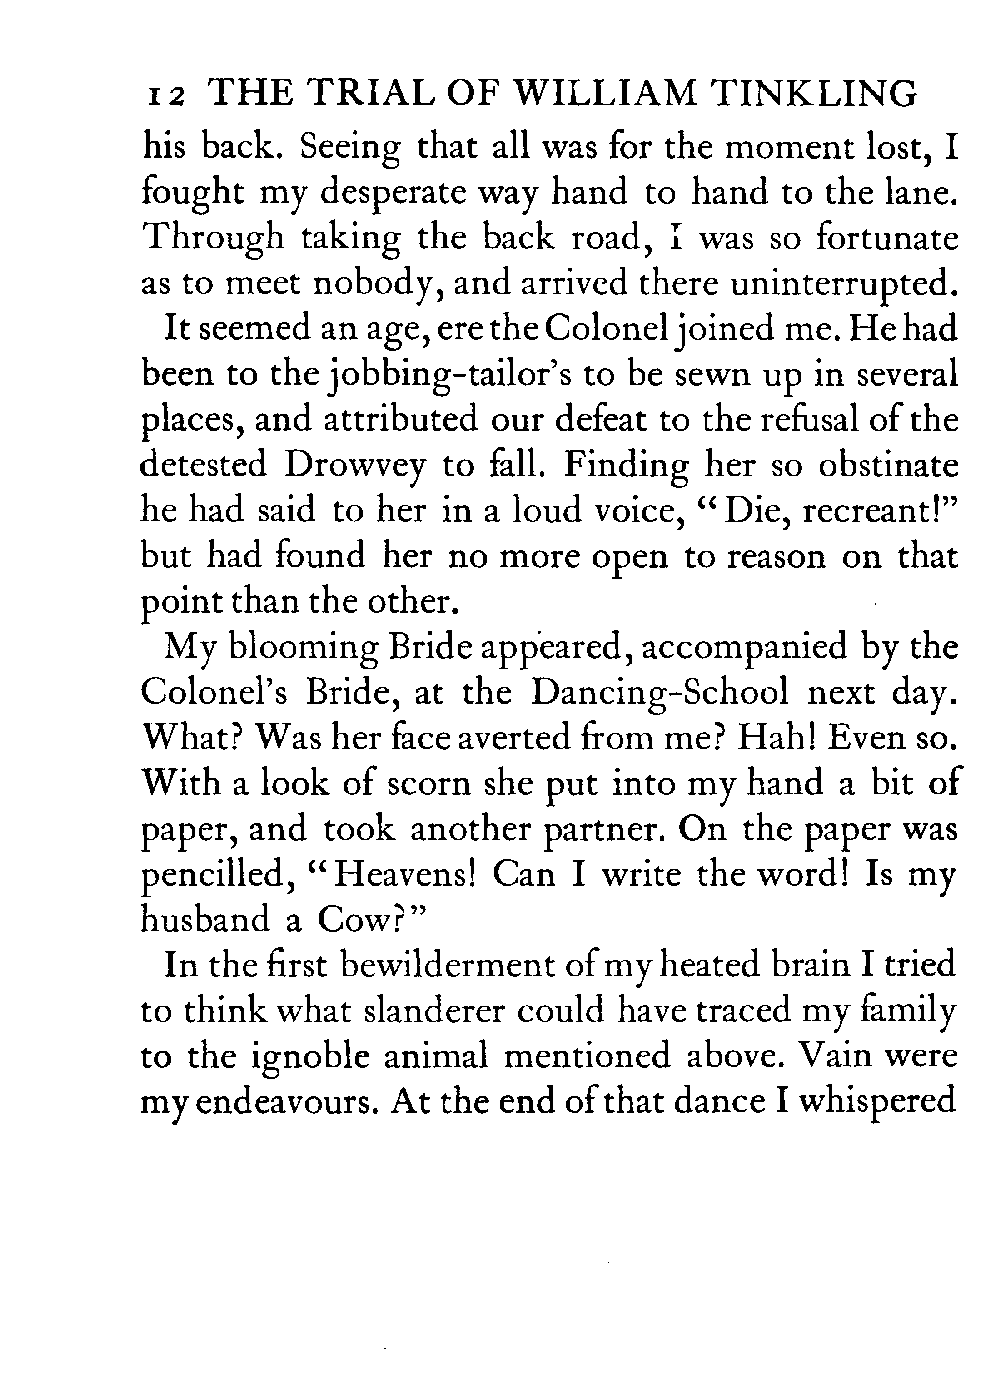 12 THE TRIAL OF WILLIAM TINKLING
his back. Seeing that all was for the moment lost, I
fought my desperate way hand to hand to the lane.
Through taking the back road, I was so fortunate
as to meet nobody, and arrived there uninterrupted.
It seemed an age, ere the Colonel joined me. He had
been to the jobbing-tailor's to be sewn up in several
places, and attributed our defeat to the refusal of the
detested Drowvey to fall. Finding her so obstinate
he had said to her in a loud voice, “Die, recreant!”
but had found her no more open to reason on that
point than the other.
My blooming Bride appeared, accompanied by the
Colonel's Bride, at the Dancing-School next day.
What? Was her face averted from me? Hah! Even so.
With a look of scorn she put into my hand a bit of
paper, and took another partner. On the paper was
pencilled, “Heavens! Can I write the word! Is my
husband a Cow?”
In the first bewilderment of my heated brain I tried
to think what slanderer could have traced my family
to the ignoble animal mentioned above. Vain were
my endeavours. At the end of that dance I whispered